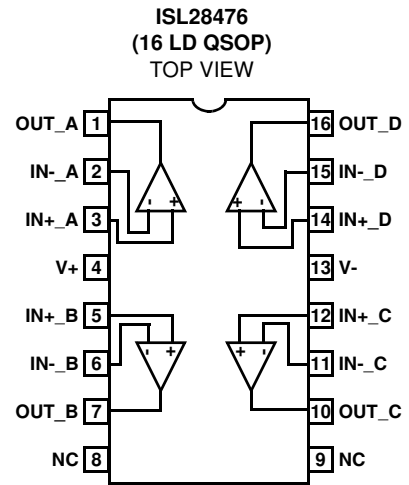 ISL28476
(16 LD QSOP)
TOP VIEW
OUT_A 1 16 OUT_D
IN-_A 2 15 IN-_D
- + + -
IN+_A 3 14 IN+_D
V+ 4 13 V-
IN+_B 5 12 IN+_C
- + + -
IN-_B 6 11 IN-_C
OUT_B 7 10 OUT_C
NC 8 9 NC